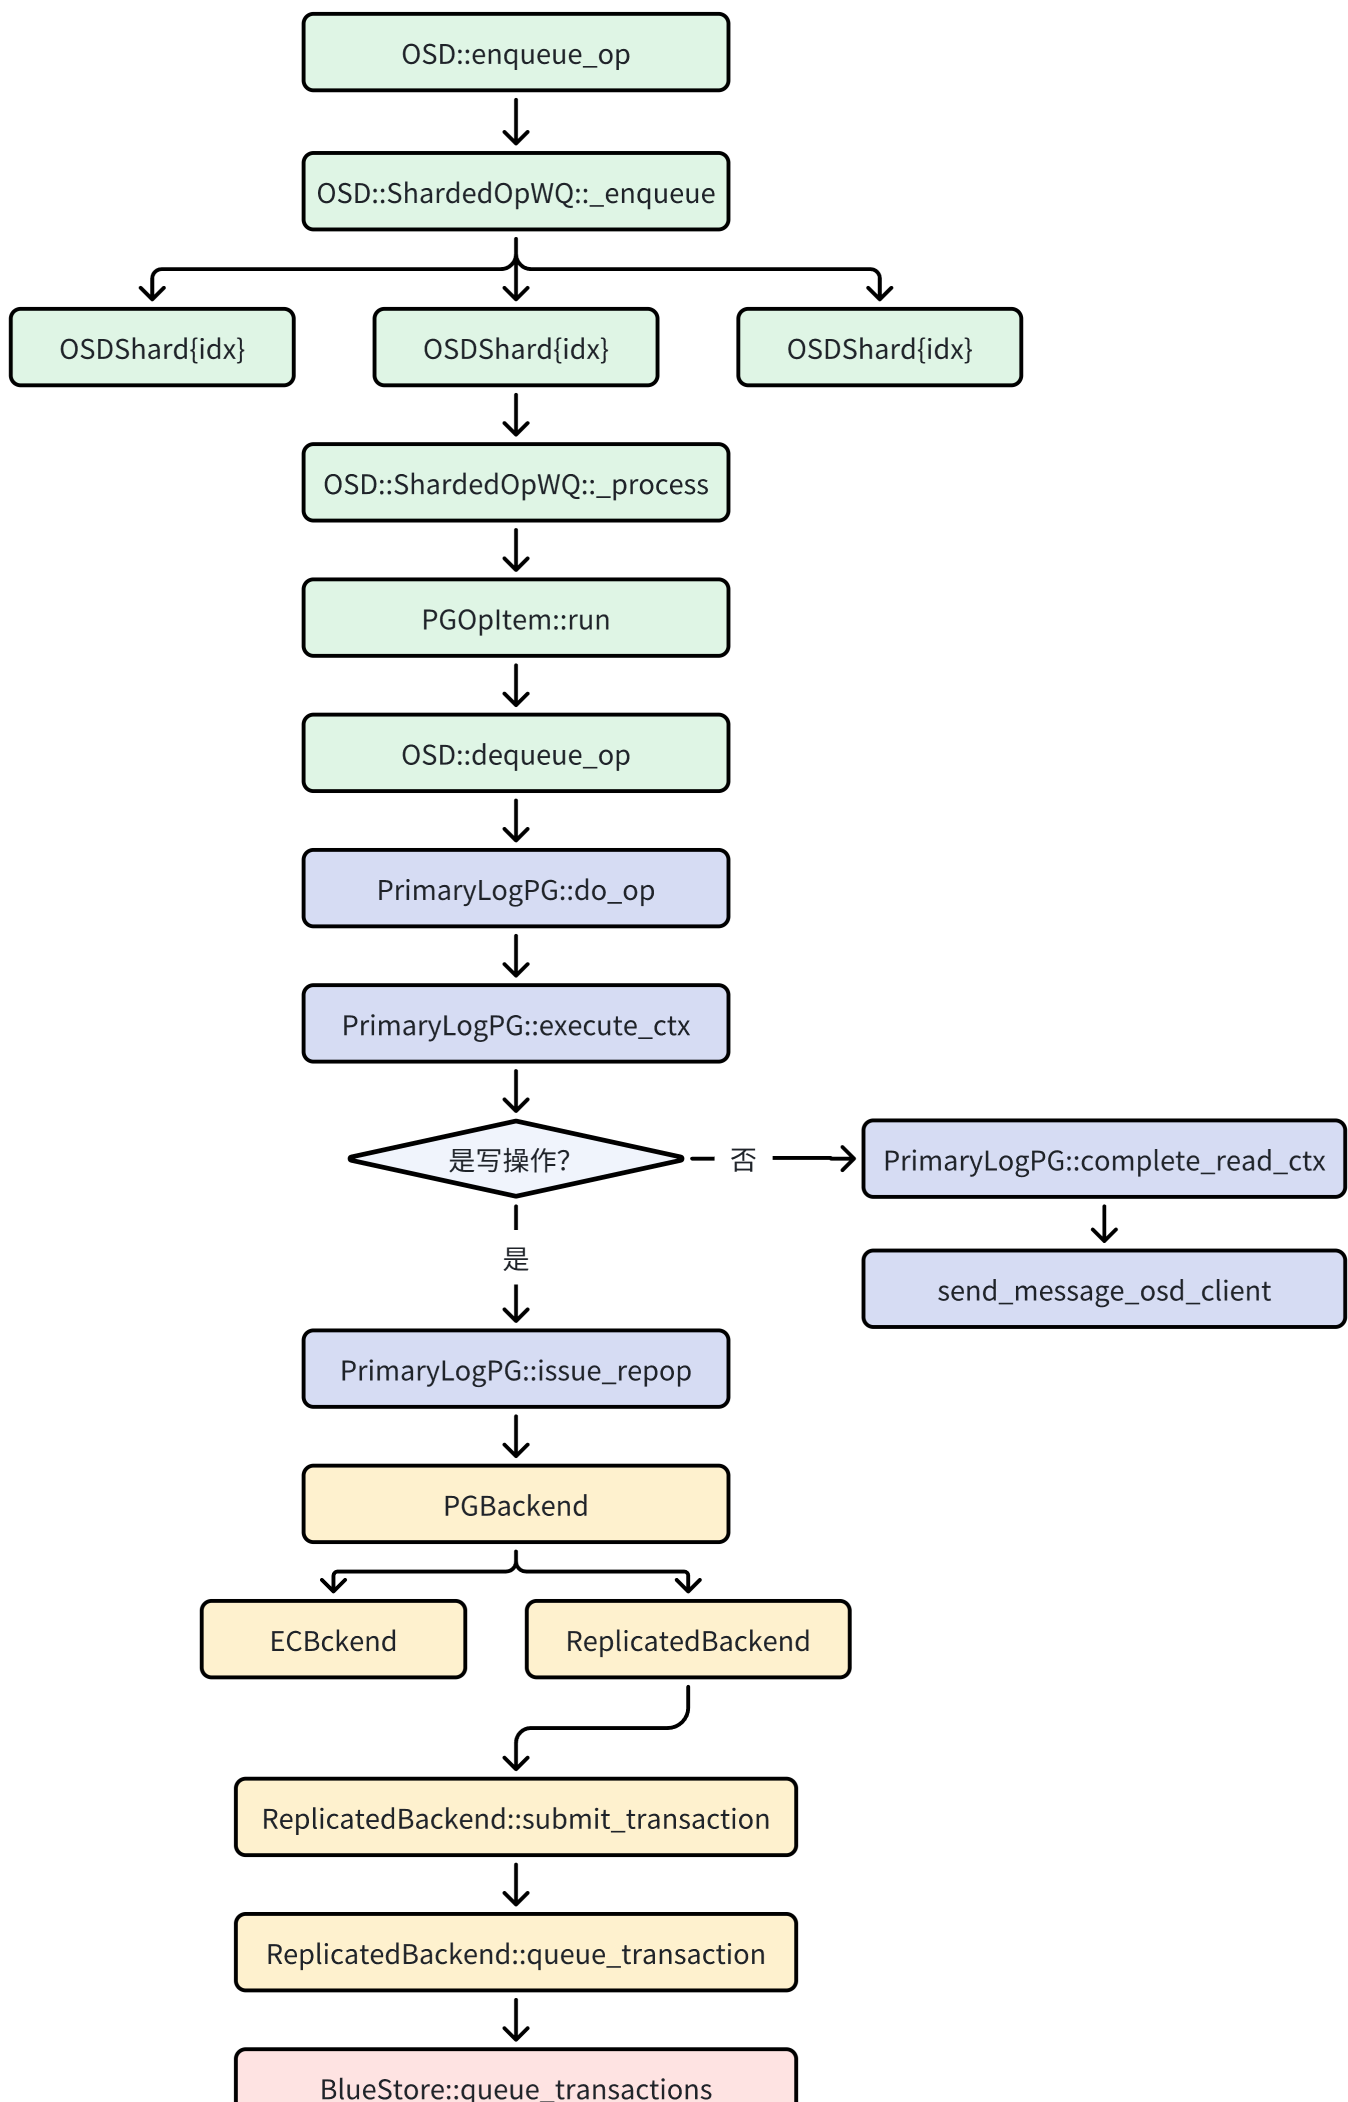 OSD::enqueue_op
OSD::ShardedOpWQ::_enqueue
OSDShard{idx}
OSDShard{idx}
OSDShard{idx}
OSD::ShardedOpWQ::_process
PGOpItem::run
OSD::dequeue_op
PrimaryLogPG::do_op
PrimaryLogPG::execute_ctx
是写操作?
否
PrimaryLogPG::complete_read_ctx
send_message_osd_client
是
PrimaryLogPG::issue_repop
PGBackend
ECBckend
ReplicatedBackend
ReplicatedBackend::submit_transaction
ReplicatedBackend::queue_transaction
BlueStore::queue_transactions